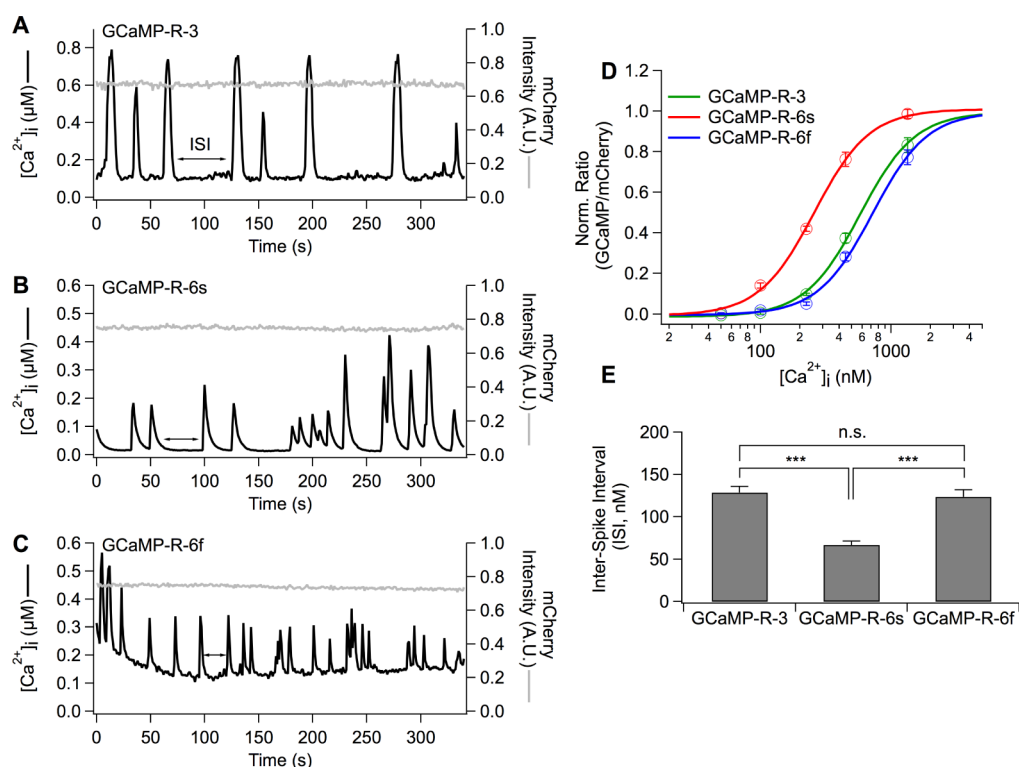 A
GCaMP-R-3
[Ca²⁺]ᵢ (µM)
0.8
0.6
0.4
0.2
0.0
ISI
1.0
0.8
0.6
0.4
0.2
0.0
mCherry
Intensity (A.U.)
0 50 100 150 200 250 300
Time (s)
B
GCaMP-R-6s
[Ca²⁺]ᵢ (µM)
0.6
0.5
0.4
0.3
0.2
0.1
0.0
1.0
0.8
0.6
0.4
0.2
0.0
mCherry
Intensity (A.U.)
0 50 100 150 200 250 300
Time (s)
C
GCaMP-R-6f
[Ca²⁺]ᵢ (µM)
0.6
0.5
0.4
0.3
0.2
0.1
0.0
1.0
0.8
0.6
0.4
0.2
0.0
mCherry
Intensity (A.U.)
0 50 100 150 200 250 300
Time (s)
D
GCaMP-R-3
GCaMP-R-6s
GCaMP-R-6f
Norm. Ratio
(GCaMP/mCherry)
1.2
1.0
0.8
0.6
0.4
0.2
0.0
2 4 6 8 100 2 4 6 8 1000 2 4
[Ca²⁺]ᵢ (nM)
E
Inter-Spike Interval
(ISI, nM)
200
150
100
50
0
n.s.
*** ***
GCaMP-R-3 GCaMP-R-6s GCaMP-R-6f